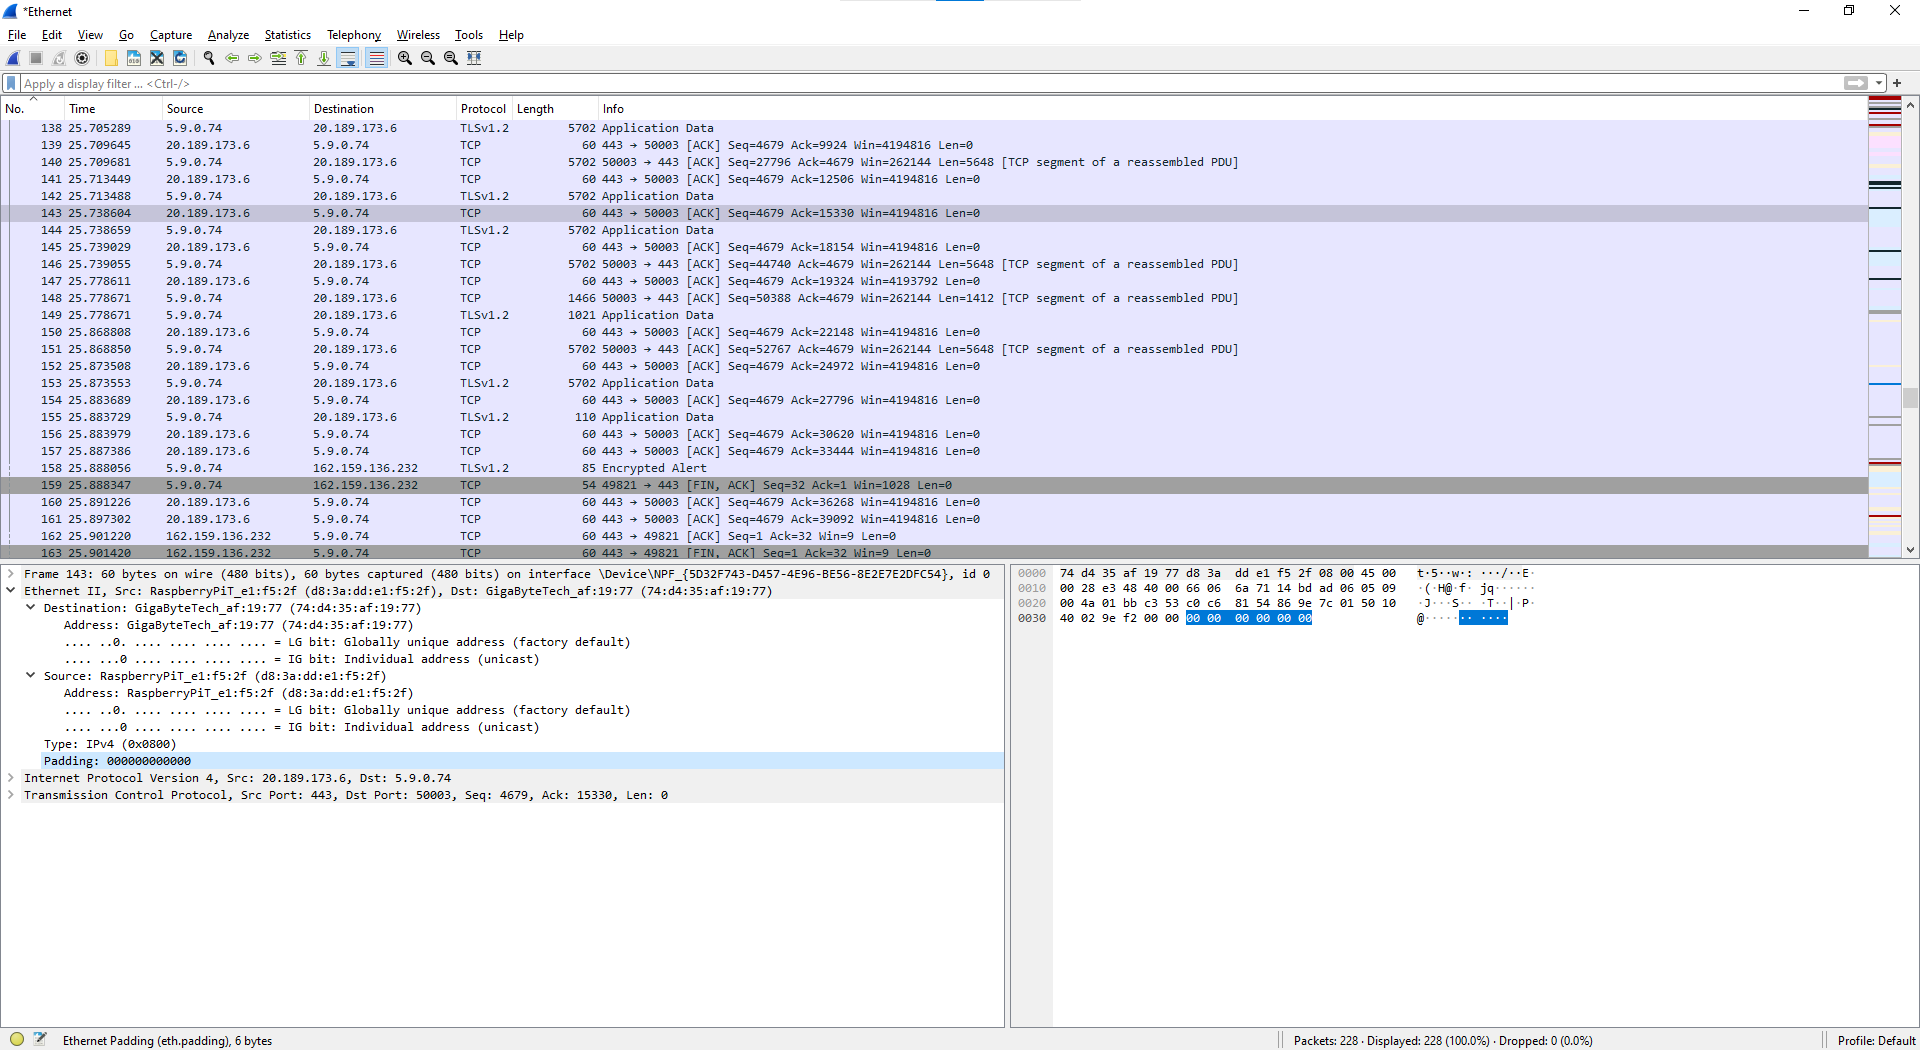 *Ethernet
File Edit View Go Capture Analyze Statistics Telephony Wireless Tools Help
Apply a display filter ... <Ctrl-/>
No. Time Source Destination Protocol Length Info
138 25.705289 5.9.0.74 20.189.173.6 TLSv1.2 5702 Application Data
139 25.709645 20.189.173.6 5.9.0.74 TCP 60 443 → 50003 [ACK] Seq=4679 Ack=9924 Win=4194816 Len=0
140 25.709681 5.9.0.74 20.189.173.6 TCP 5702 50003 → 443 [ACK] Seq=27796 Ack=4679 Win=262144 Len=5648 [TCP segment of a reassembled PDU]
141 25.713449 20.189.173.6 5.9.0.74 TCP 60 443 → 50003 [ACK] Seq=4679 Ack=12506 Win=4194816 Len=0
142 25.713488 5.9.0.74 20.189.173.6 TLSv1.2 5702 Application Data
143 25.738604 20.189.173.6 5.9.0.74 TCP 60 443 → 50003 [ACK] Seq=4679 Ack=15330 Win=4194816 Len=0
144 25.738659 5.9.0.74 20.189.173.6 TLSv1.2 5702 Application Data
145 25.739029 20.189.173.6 5.9.0.74 TCP 60 443 → 50003 [ACK] Seq=4679 Ack=18154 Win=4194816 Len=0
146 25.739055 5.9.0.74 20.189.173.6 TCP 5702 50003 → 443 [ACK] Seq=44740 Ack=4679 Win=262144 Len=5648 [TCP segment of a reassembled PDU]
147 25.778611 20.189.173.6 5.9.0.74 TCP 60 443 → 50003 [ACK] Seq=4679 Ack=19324 Win=4193792 Len=0
148 25.778671 5.9.0.74 20.189.173.6 TCP 1466 50003 → 443 [ACK] Seq=50388 Ack=4679 Win=262144 Len=1412 [TCP segment of a reassembled PDU]
149 25.778671 5.9.0.74 20.189.173.6 TLSv1.2 1021 Application Data
150 25.868808 20.189.173.6 5.9.0.74 TCP 60 443 → 50003 [ACK] Seq=4679 Ack=22148 Win=4194816 Len=0
151 25.868850 5.9.0.74 20.189.173.6 TCP 5702 50003 → 443 [ACK] Seq=52767 Ack=4679 Win=262144 Len=5648 [TCP segment of a reassembled PDU]
152 25.873508 20.189.173.6 5.9.0.74 TCP 60 443 → 50003 [ACK] Seq=4679 Ack=24972 Win=4194816 Len=0
153 25.873553 5.9.0.74 20.189.173.6 TLSv1.2 5702 Application Data
154 25.883689 20.189.173.6 5.9.0.74 TCP 60 443 → 50003 [ACK] Seq=4679 Ack=27796 Win=4194816 Len=0
155 25.883729 5.9.0.74 20.189.173.6 TLSv1.2 110 Application Data
156 25.883979 20.189.173.6 5.9.0.74 TCP 60 443 → 50003 [ACK] Seq=4679 Ack=30620 Win=4194816 Len=0
157 25.887386 20.189.173.6 5.9.0.74 TCP 60 443 → 50003 [ACK] Seq=4679 Ack=33444 Win=4194816 Len=0
158 25.888056 5.9.0.74 162.159.136.232 TLSv1.2 85 Encrypted Alert
159 25.888347 5.9.0.74 162.159.136.232 TCP 54 49821 → 443 [FIN, ACK] Seq=32 Ack=1 Win=1028 Len=0
160 25.891226 20.189.173.6 5.9.0.74 TCP 60 443 → 50003 [ACK] Seq=4679 Ack=36268 Win=4194816 Len=0
161 25.897302 20.189.173.6 5.9.0.74 TCP 60 443 → 50003 [ACK] Seq=4679 Ack=39092 Win=4194816 Len=0
162 25.901220 162.159.136.232 5.9.0.74 TCP 60 443 → 49821 [ACK] Seq=1 Ack=32 Win=9 Len=0
163 25.901420 162.159.136.232 5.9.0.74 TCP 60 443 → 49821 [FIN, ACK] Seq=1 Ack=32 Win=9 Len=0
Frame 143: 60 bytes on wire (480 bits), 60 bytes captured (480 bits) on interface \Device\NPF_{5D32F743-D457-4E96-BE56-8E2E7E2DFC54}, id 0
Ethernet II, Src: RaspberryPiT_e1:f5:2f (d8:3a:dd:e1:f5:2f), Dst: GigaByteTech_af:19:77 (74:d4:35:af:19:77)
Destination: GigaByteTech_af:19:77 (74:d4:35:af:19:77)
Address: GigaByteTech_af:19:77 (74:d4:35:af:19:77)
.... ..0. .... .... .... .... = LG bit: Globally unique address (factory default)
.... ...0 .... .... .... .... = IG bit: Individual address (unicast)
Source: RaspberryPiT_e1:f5:2f (d8:3a:dd:e1:f5:2f)
Address: RaspberryPiT_e1:f5:2f (d8:3a:dd:e1:f5:2f)
.... ..0. .... .... .... .... = LG bit: Globally unique address (factory default)
.... ...0 .... .... .... .... = IG bit: Individual address (unicast)
Type: IPv4 (0x0800)
Padding: 000000000000
Internet Protocol Version 4, Src: 20.189.173.6, Dst: 5.9.0.74
Transmission Control Protocol, Src Port: 443, Dst Port: 50003, Seq: 4679, Ack: 15330, Len: 0
0000 74 d4 35 af 19 77 d8 3a dd e1 f5 2f 08 00 45 00 t·5··w·: ···/··E·
0010 00 28 e3 48 40 00 66 06 6a 71 14 bd ad 06 05 09 ·(·H@·f· jq······
0020 00 4a 01 bb c3 53 c0 c6 81 54 86 9e 7c 01 50 10 ·J···S·· ·T··|·P·
0030 40 02 9e f2 00 00 00 00 00 00 00 00 @······· ····
Ethernet Padding (eth.padding), 6 bytes
Packets: 228 · Displayed: 228 (100.0%) · Dropped: 0 (0.0%)
Profile: Default